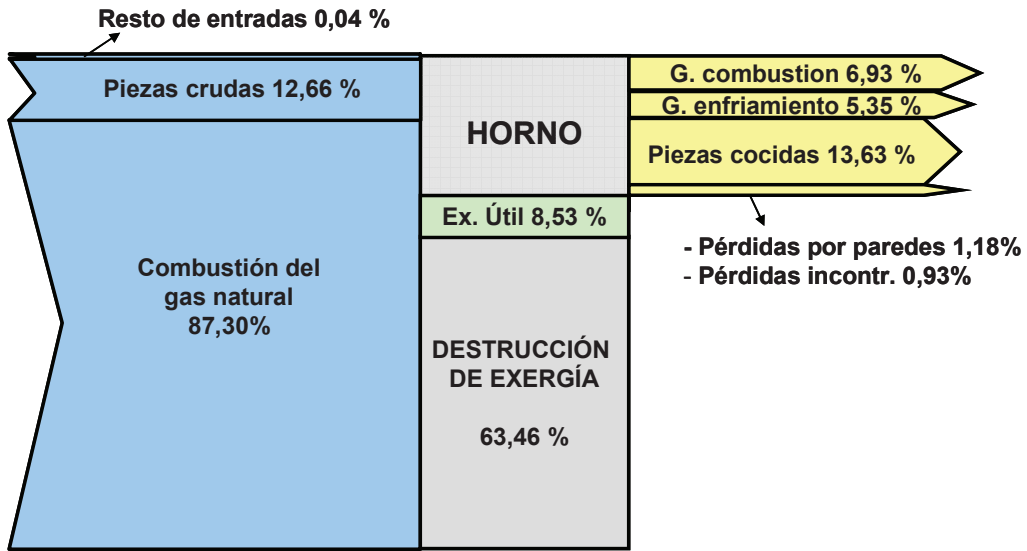 Resto de entradas 0,04 %
Piezas crudas 12,66 %
Combustión del
gas natural
87,30%
HORNO
Ex. Útil 8,53 %
DESTRUCCIÓN
DE EXERGÍA
63,46 %
G. combustion 6,93 %
G. enfriamiento 5,35 %
Piezas cocidas 13,63 %
- Pérdidas por paredes 1,18%
- Pérdidas incontr. 0,93%